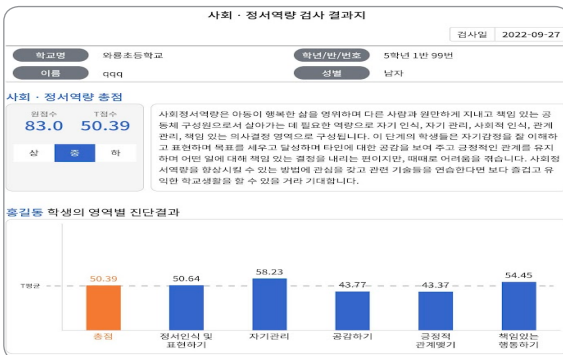 사회 · 정서역량 검사 결과지
검사일 2022-09-27
학교명 와룡초등학교 학년/반/번호 5학년 1반 99번
이름 qqq 성별 남자
사회 · 정서역량 총점
원점수 T점수
83.0 50.39
상 중 하
사회정서역량은 아동이 행복한 삶을 영위하며 다른 사람과 원만하게 지내고 책임 있는 공
동체 구성원으로서 살아가는 데 필요한 역량으로 자기 인식, 자기 관리, 사회적 인식, 관계
관리, 책임 있는 의사결정 영역으로 구성됩니다. 이 단계의 학생들은 자기감정을 잘 이해하
고 표현하며 목표를 세우고 달성하며 타인에 대한 공감을 보여 주고 긍정적인 관계를 유지
하며 어떤 일에 대해 책임 있는 결정을 내리는 편이지만, 때때로 어려움을 겪습니다. 사회정
서역량을 향상시킬 수 있는 방법에 관심을 갖고 관련 기술들을 연습한다면 보다 즐겁고 유
익한 학교생활을 할 수 있을 거라 기대합니다.
홍길동 학생의 영역별 진단결과
T평균
50.39 50.64 58.23 43.77 43.37 54.45
총점 정서인식 및 자기관리 공감하기 긍정적 책임있는
표현하기 관계맺기 행동하기